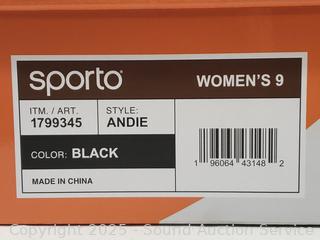 sporto®
WOMEN'S 9
ITM. / ART.
1799345
STYLE:
ANDIE
COLOR: BLACK
MADE IN CHINA
1 96064 43148 2
Copyright 2025 - Sound Auction Service